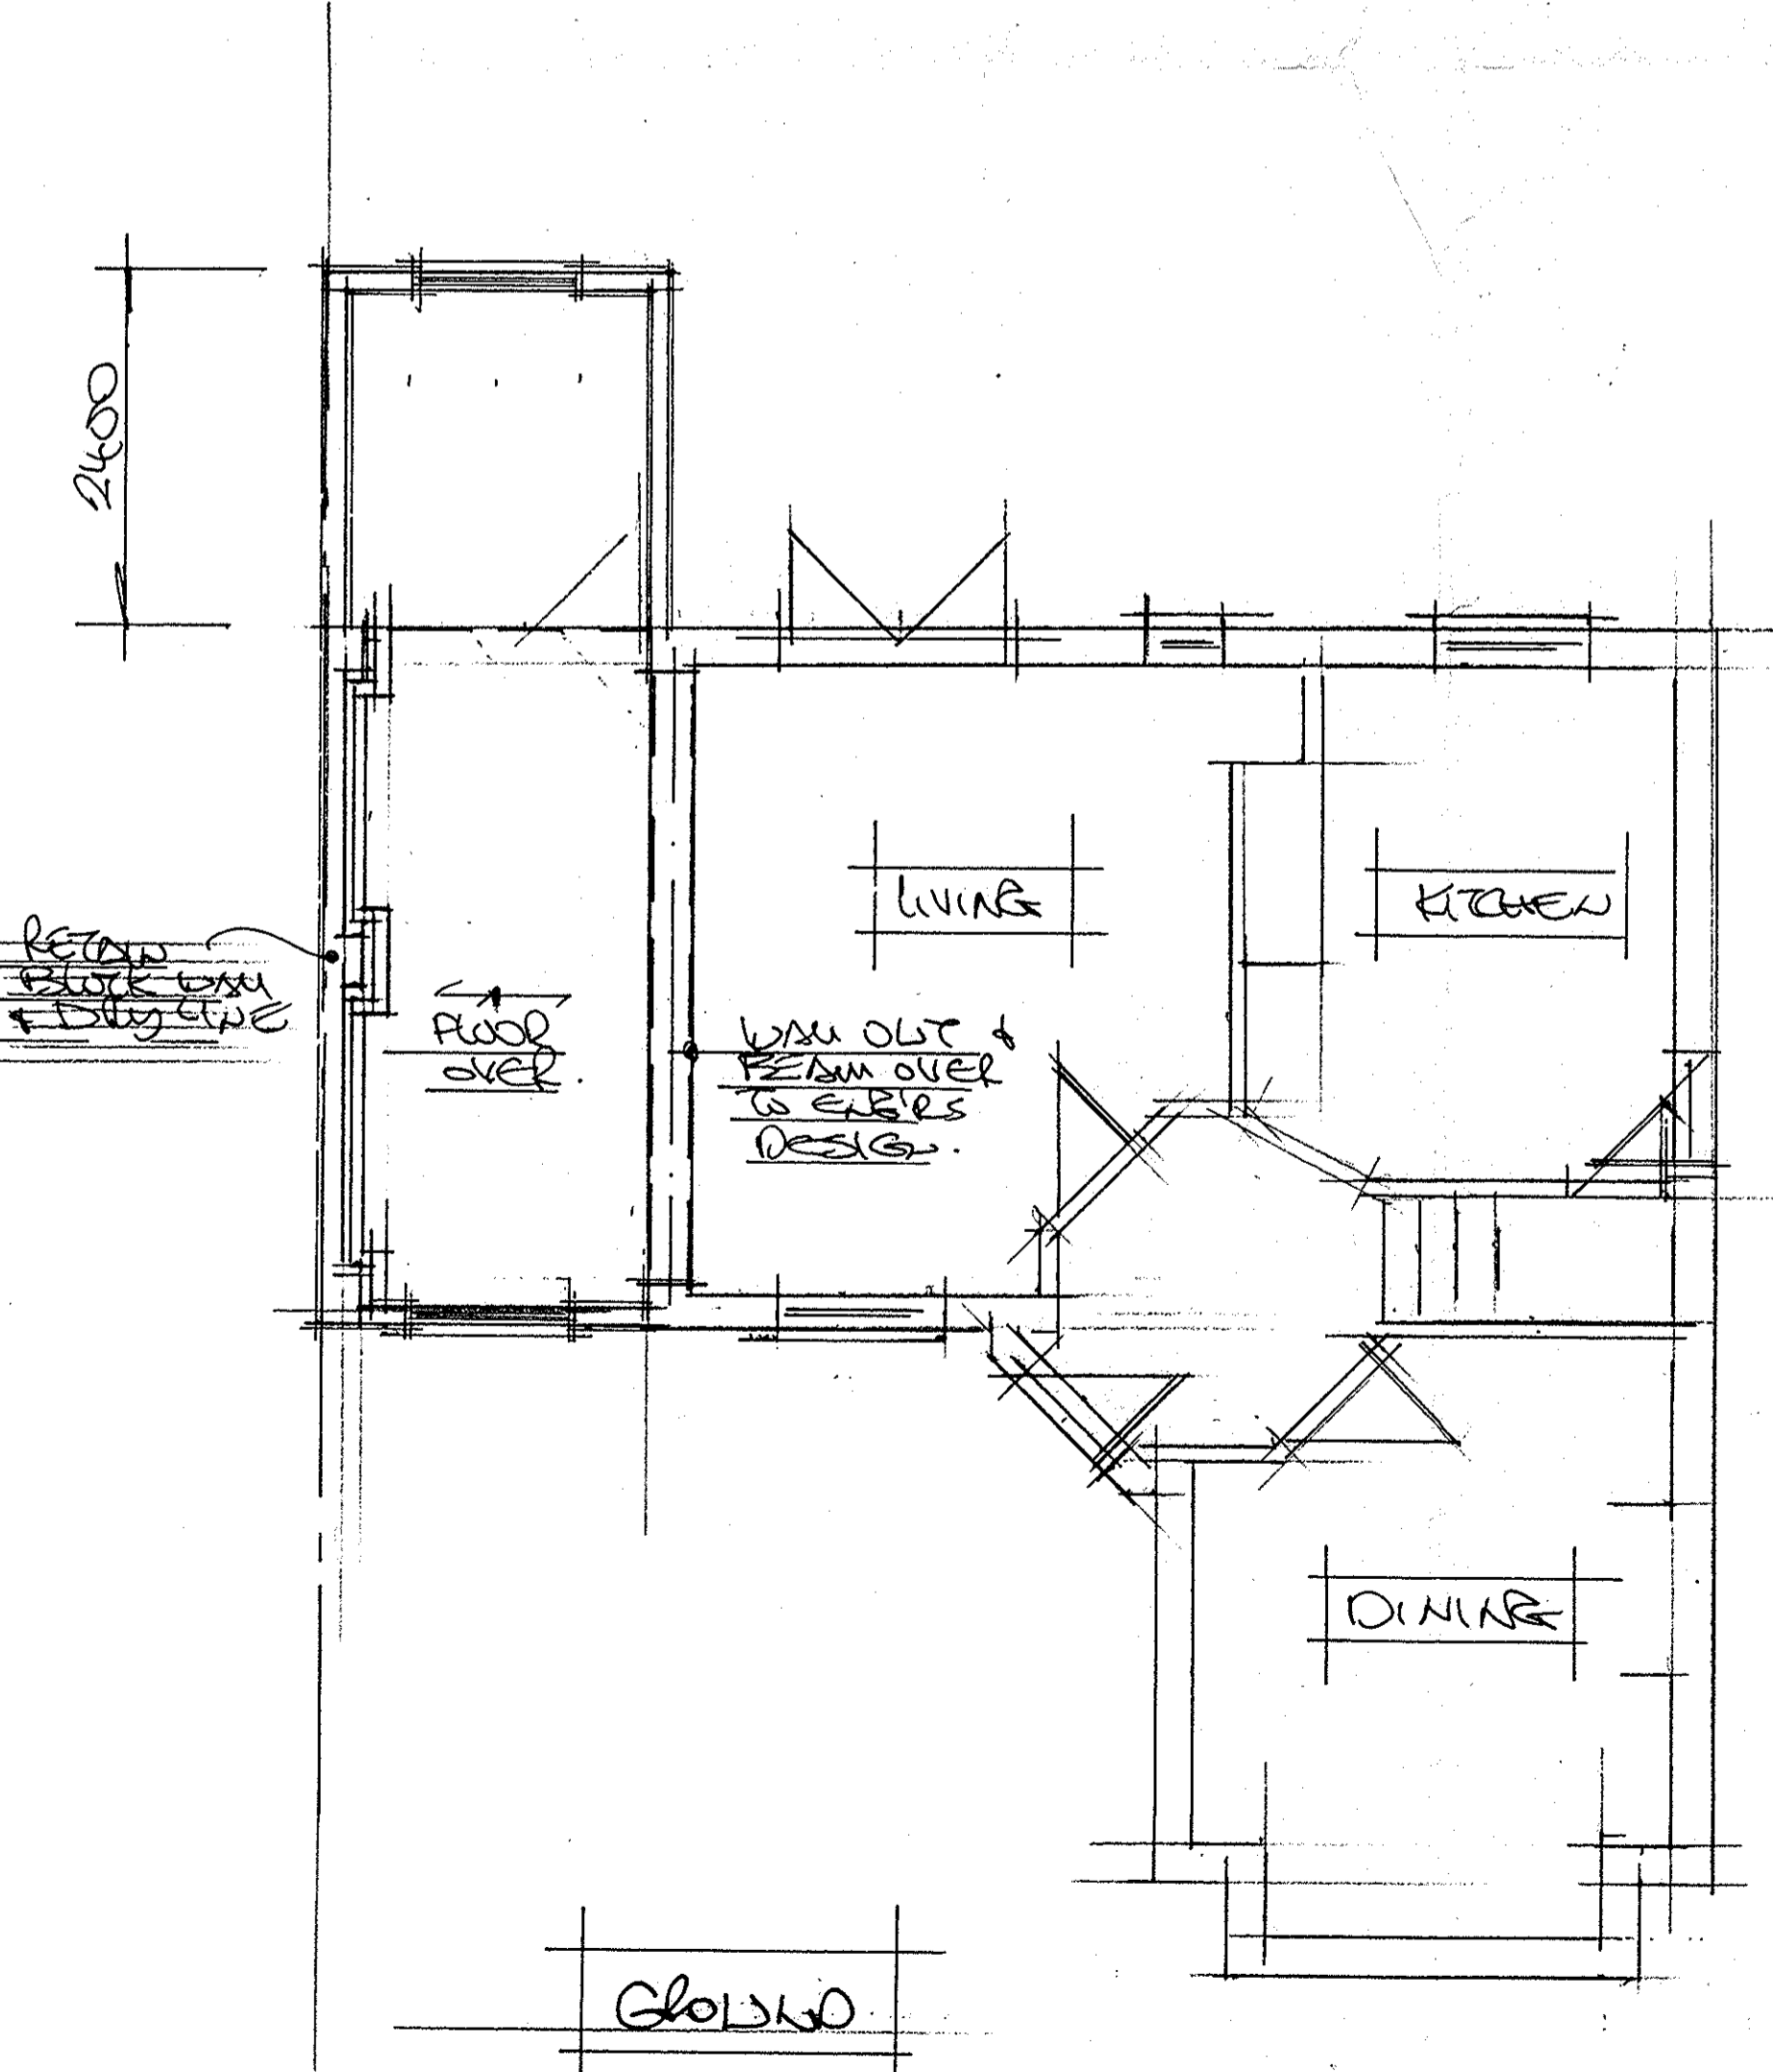 2400
LIVING
KITCHEN
RETAIN
BLOCK WALL
& DRY LINE
FLOOR
OVER.
WALL OUT &
BEAM OVER
TO ENG'RS
DESIGN.
DINING
GROUND